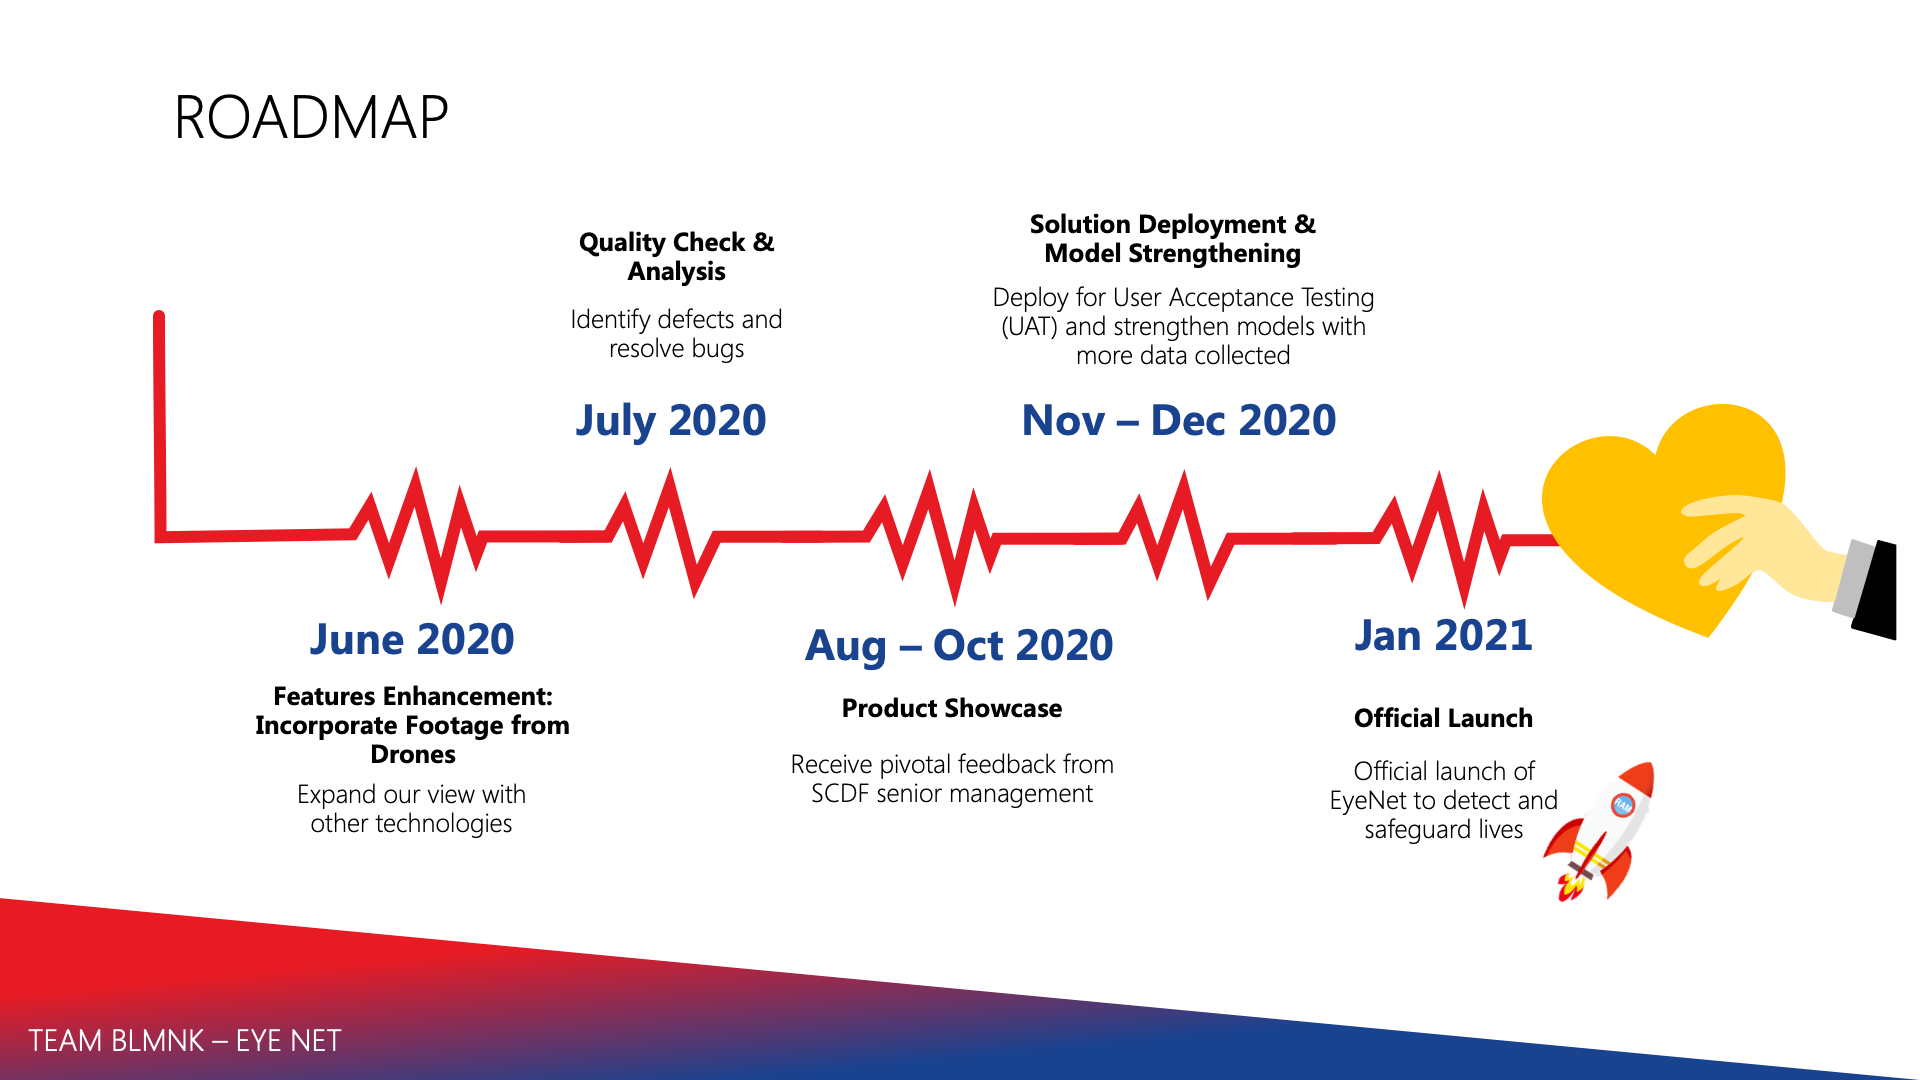 ROADMAP
Quality Check &
Analysis
Identify defects and
resolve bugs
July 2020
Solution Deployment &
Model Strengthening
Deploy for User Acceptance Testing
(UAT) and strengthen models with
more data collected
Nov – Dec 2020
June 2020
Features Enhancement:
Incorporate Footage from
Drones
Expand our view with
other technologies
Aug – Oct 2020
Product Showcase
Receive pivotal feedback from
SCDF senior management
Jan 2021
Official Launch
Official launch of
EyeNet to detect and
safeguard lives
RAM
TEAM BLMNK – EYE NET